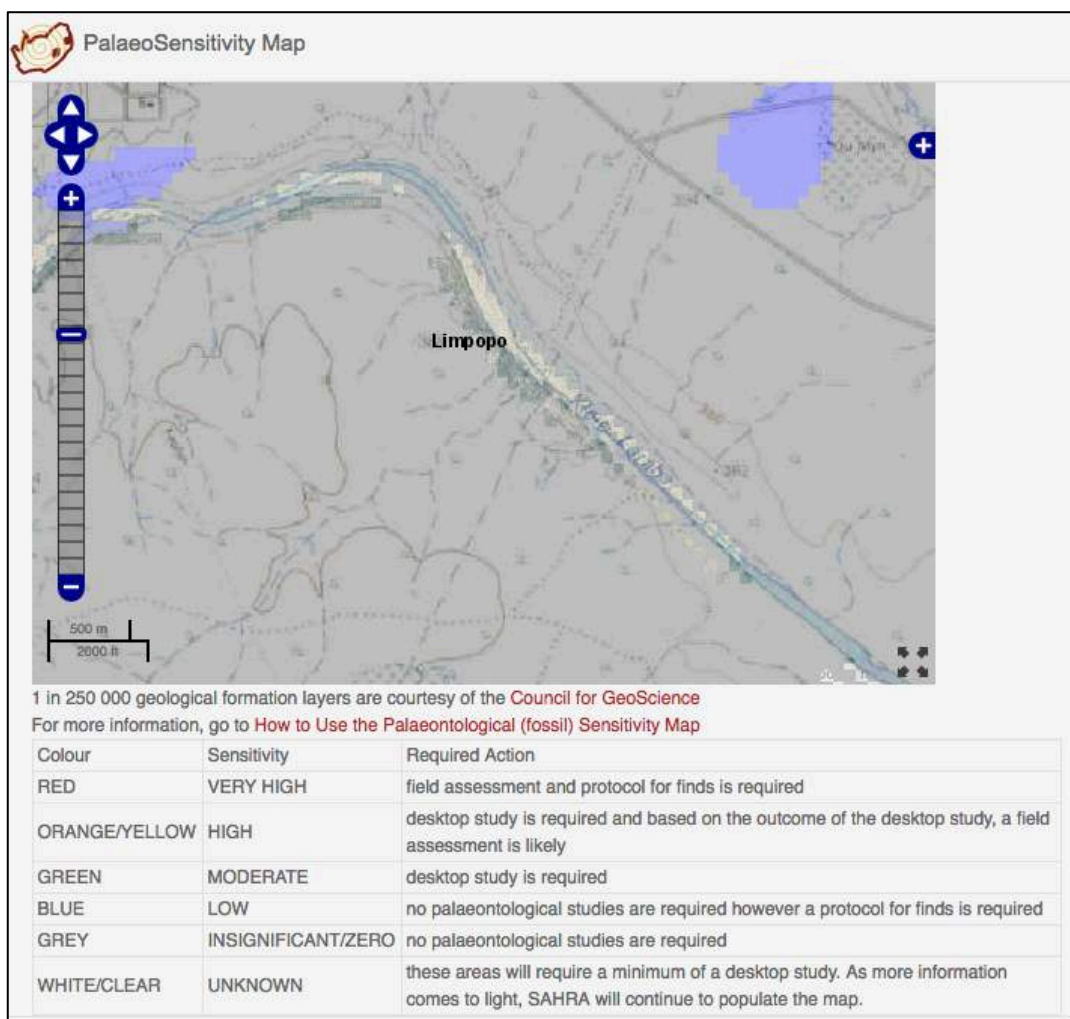 PalaeoSensitivity Map
Limpopo
382
500 m
2000 ft
1 in 250 000 geological formation layers are courtesy of the Council for GeoScience
For more information, go to How to Use the Palaeontological (fossil) Sensitivity Map
Colour Sensitivity Required Action
RED VERY HIGH field assessment and protocol for finds is required
ORANGE/YELLOW HIGH desktop study is required and based on the outcome of the desktop study, a field
assessment is likely
GREEN MODERATE desktop study is required
BLUE LOW no palaeontological studies are required however a protocol for finds is required
GREY INSIGNIFICANT/ZERO no palaeontological studies are required
WHITE/CLEAR UNKNOWN these areas will require a minimum of a desktop study. As more information
comes to light, SAHRA will continue to populate the map.